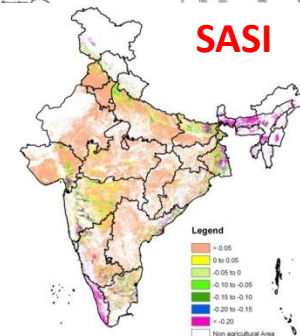 SASI
Legend
> 0.05
0 to 0.05
-0.05 to 0
-0.10 to -0.05
-0.15 to -0.10
-0.20 to -0.15
< -0.20
Non agricultural Area